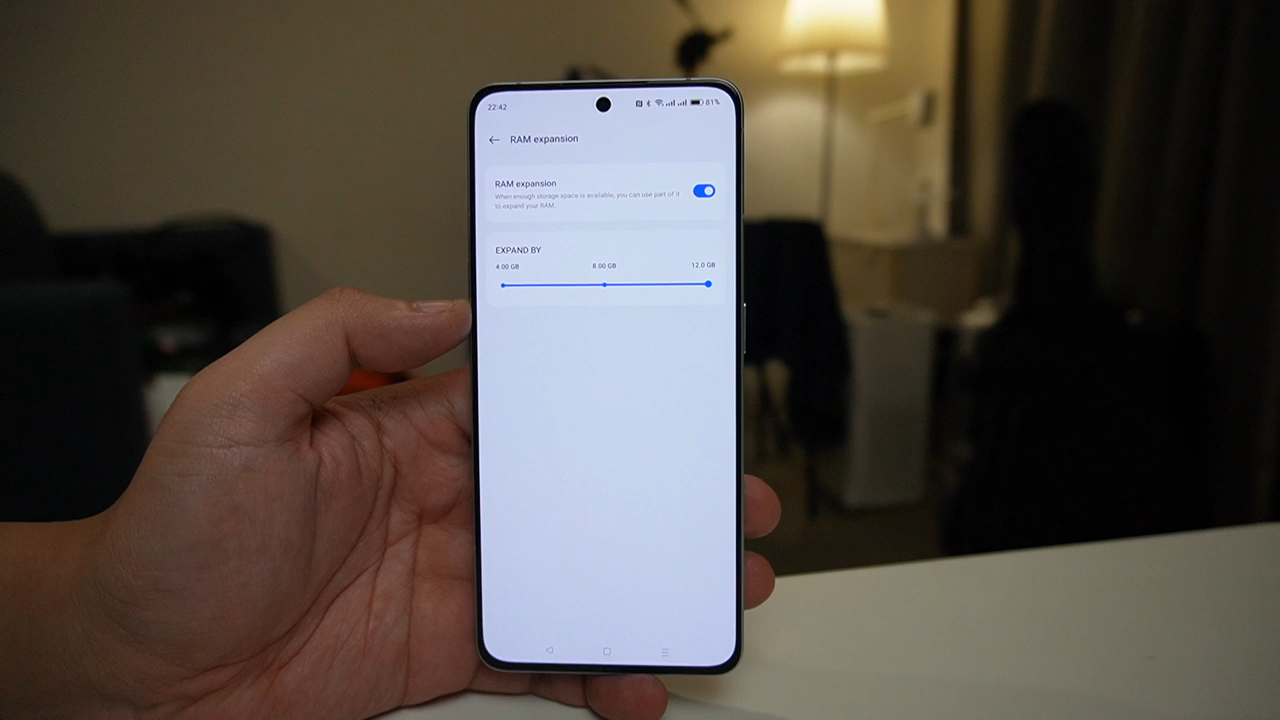 22:42
81%
RAM expansion
RAM expansion
When enough storage space is available, you can use part of it
to expand your RAM.
EXPAND BY
4.00 GB 8.00 GB 12.0 GB